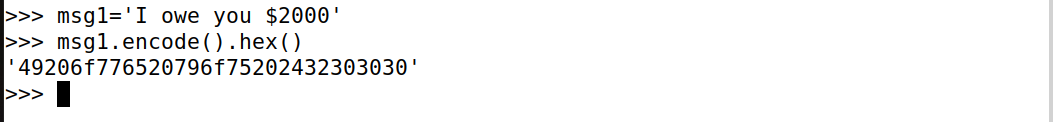 >>> msg1='I owe you $2000'
>>> msg1.encode().hex()
'49206f776520796f75202432303030'
>>>